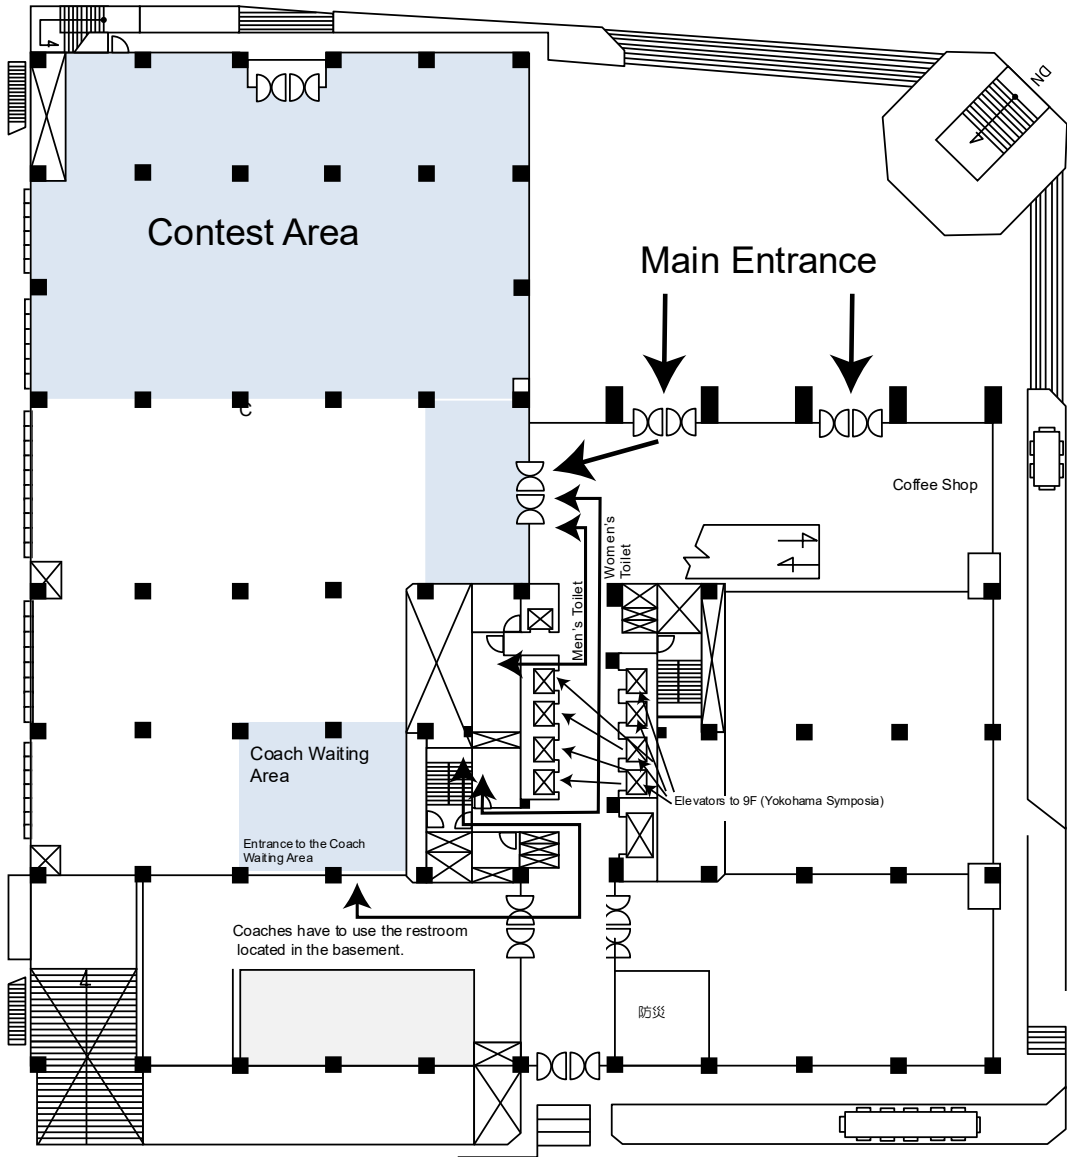 DN
Contest Area
Main Entrance
C
Coffee Shop
Women's
Toilet
Men's Toilet
Coach Waiting
Area
Elevators to 9F (Yokohama Symposia)
Entrance to the Coach
Waiting Area
Coaches have to use the restroom
located in the basement.
防災